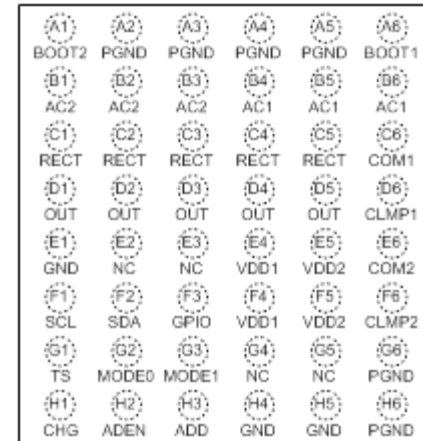 A1 A2 A3 A4 A5 A6
BOOT2 PGND PGND PGND PGND BOOT1
B1 B2 B3 B4 B5 B6
AC2 AC2 AC2 AC1 AC1 AC1
C1 C2 C3 C4 C5 C6
RECT RECT RECT RECT RECT COM1
D1 D2 D3 D4 D5 D6
OUT OUT OUT OUT OUT CLMP1
E1 E2 E3 E4 E5 E6
GND NC NC VDD1 VDD2 COM2
F1 F2 F3 F4 F5 F6
SCL SDA GPIO VDD1 VDD2 CLMP2
G1 G2 G3 G4 G5 G6
TS MODE0 MODE1 NC NC PGND
H1 H2 H3 H4 H5 H6
CHG ADEN ADD GND GND PGND